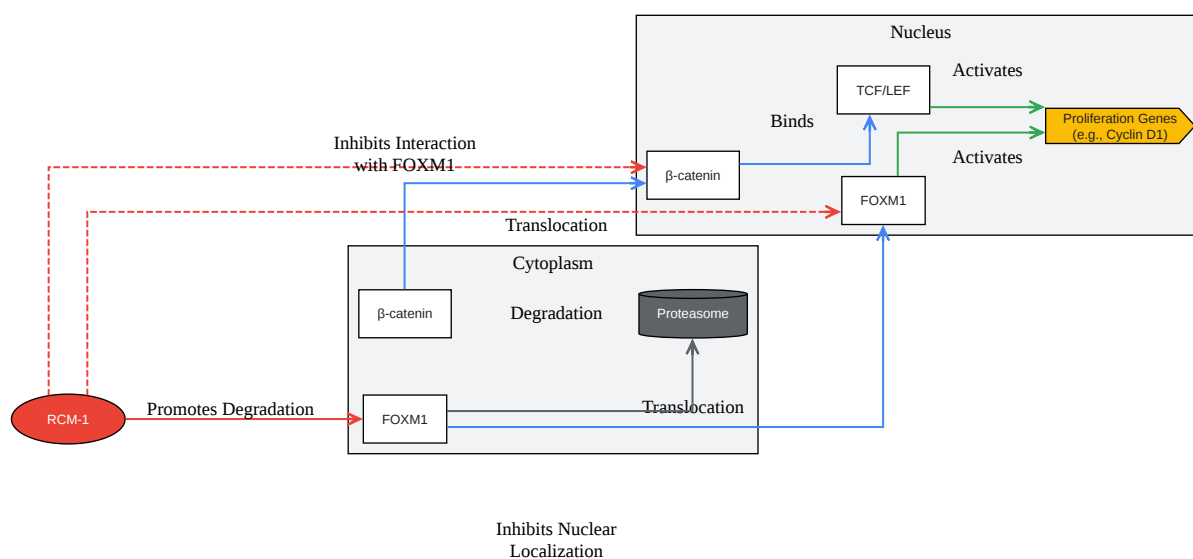 Nucleus
TCF/LEF
Activates
Proliferation Genes
(e.g., Cyclin D1)
Binds
Inhibits Interaction
with FOXM1
β-catenin
Activates
FOXM1
Translocation
Cytoplasm
β-catenin
Degradation
Proteasome
RCM-1
Promotes Degradation
FOXM1
Translocation
Inhibits Nuclear
Localization